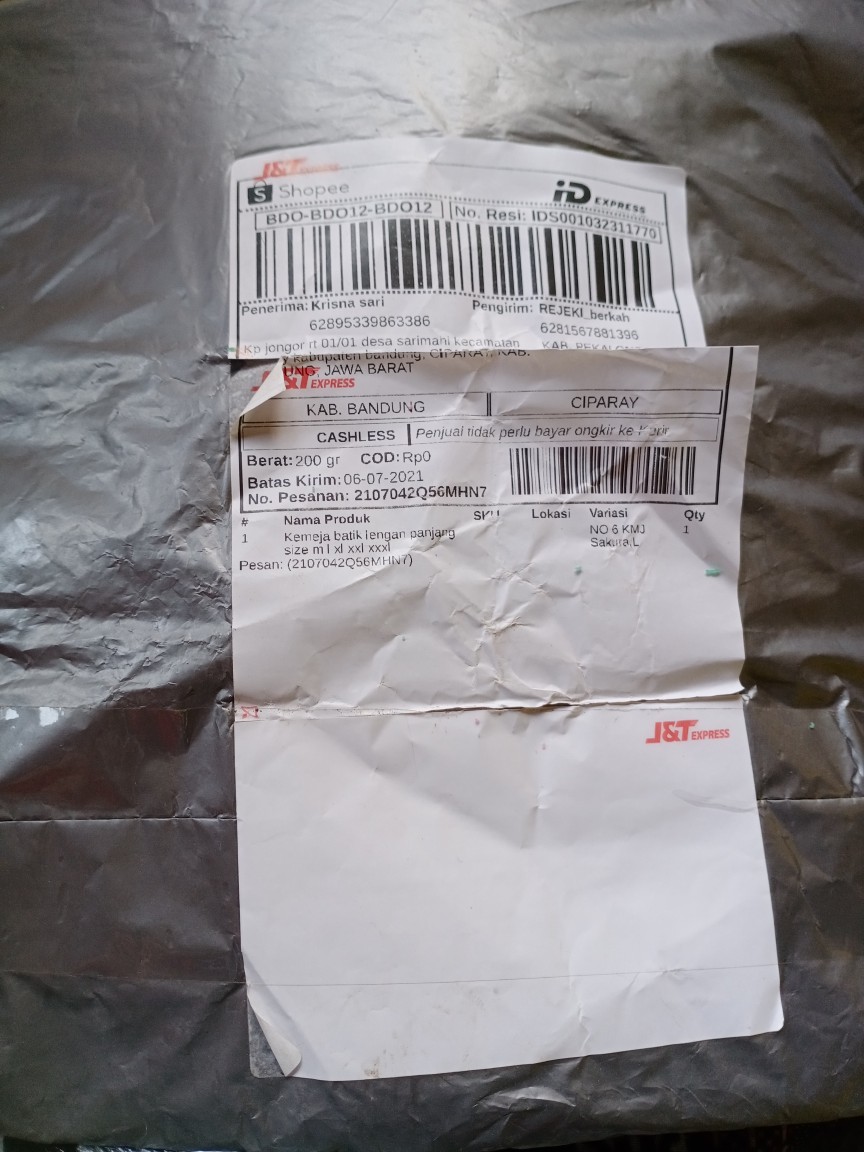 J&T EXPRESS
S Shopee
iD EXPRESS
BDO-BDO12-BDO12 No. Resi: IDS001032311770
Penerima: Krisna sari Pengirim: REJEKI_berkah
62895339863386 6281567881396
Kp jongor rt 01/01 desa sarimahi kecamatan KAB.
kabupaten bandung, CIPARAY, KAB.
UNG, JAWA BARAT
J&T EXPRESS
KAB. BANDUNG CIPARAY
CASHLESS Penjual tidak perlu bayar ongkir ke Kurir
Berat: 200 gr COD: Rp0
Batas Kirim: 06-07-2021
No. Pesanan: 2107042Q56MHN7
# Nama Produk SKU Lokasi Variasi Qty
1 Kemeja batik lengan panjang NO 6 KMJ 1
size m l xl xxl xxxl Sakura,L
Pesan: (2107042Q56MHN7)
J&T EXPRESS